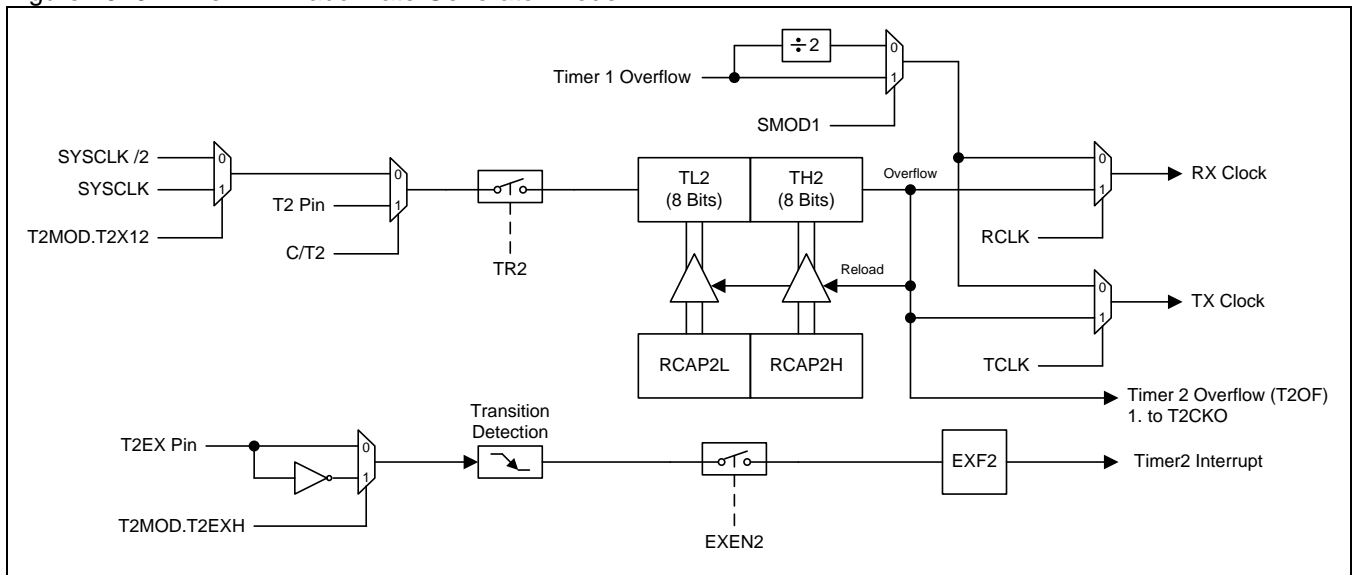 ÷ 2
0
1
Timer 1 Overflow
SMOD1
SYSCLK /2
SYSCLK
0
1
T2MOD.T2X12
T2 Pin
0
1
C/T2
TR2
TL2
(8 Bits)
TH2
(8 Bits)
Overflow
0
1
RX Clock
RCLK
Reload
0
1
TX Clock
TCLK
RCAP2L
RCAP2H
Timer 2 Overflow (T2OF)
1. to T2CKO
T2EX Pin
0
1
T2MOD.T2EXH
Transition
Detection
EXEN2
EXF2
Timer2 Interrupt